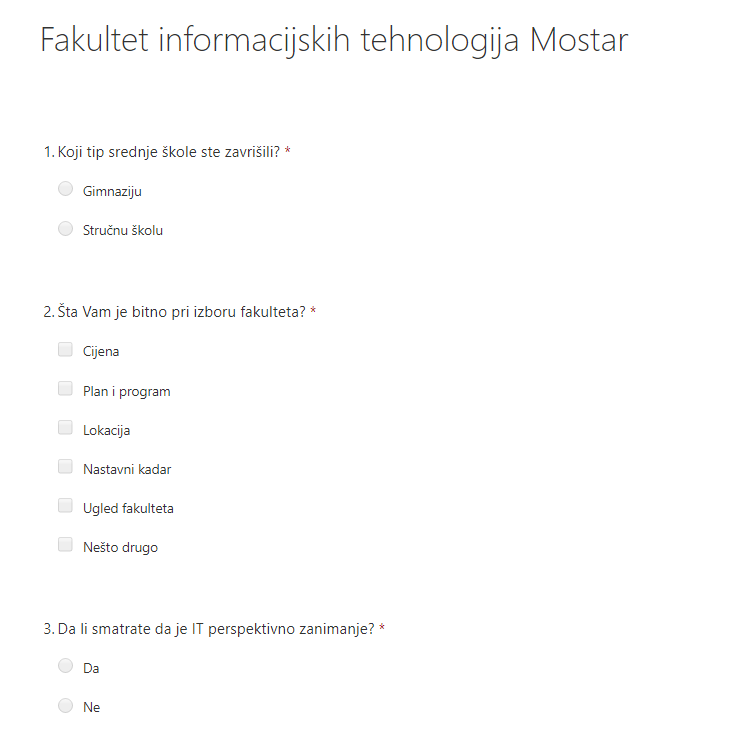 Fakultet informacijskih tehnologija Mostar
1. Koji tip srednje škole ste zavrišili? *
Gimnaziju
Stručnu školu
2. Šta Vam je bitno pri izboru fakulteta? *
Cijena
Plan i program
Lokacija
Nastavni kadar
Ugled fakulteta
Nešto drugo
3. Da li smatrate da je IT perspektivno zanimanje? *
Da
Ne